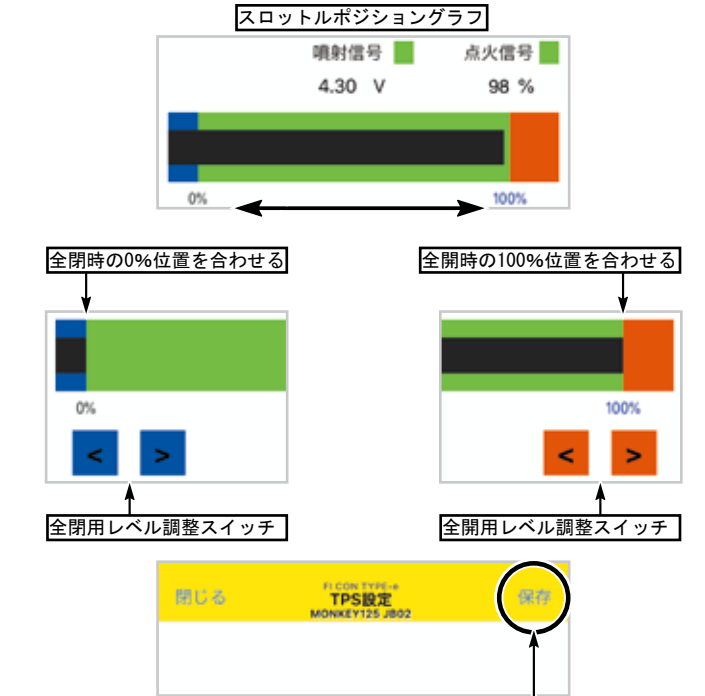 スロットルポジショングラフ
噴射信号 点火信号
4.30 V 98 %
0% 100%
全閉時の0%位置を合わせる 全開時の100%位置を合わせる
0% 100%
< > < >
全閉用レベル調整スイッチ 全開用レベル調整スイッチ
閉じる FI CON TYPE-e 保存
TPS設定
MONKEY125 JB02